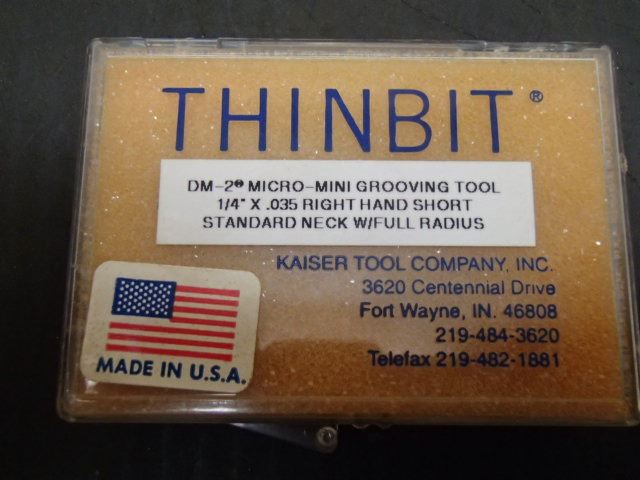 THINBIT®
DM-2® MICRO-MINI GROOVING TOOL
1/4" X .035 RIGHT HAND SHORT
STANDARD NECK W/FULL RADIUS
KAISER TOOL COMPANY, INC.
3620 Centennial Drive
Fort Wayne, IN. 46808
219-484-3620
Telefax 219-482-1881
MADE IN U.S.A.